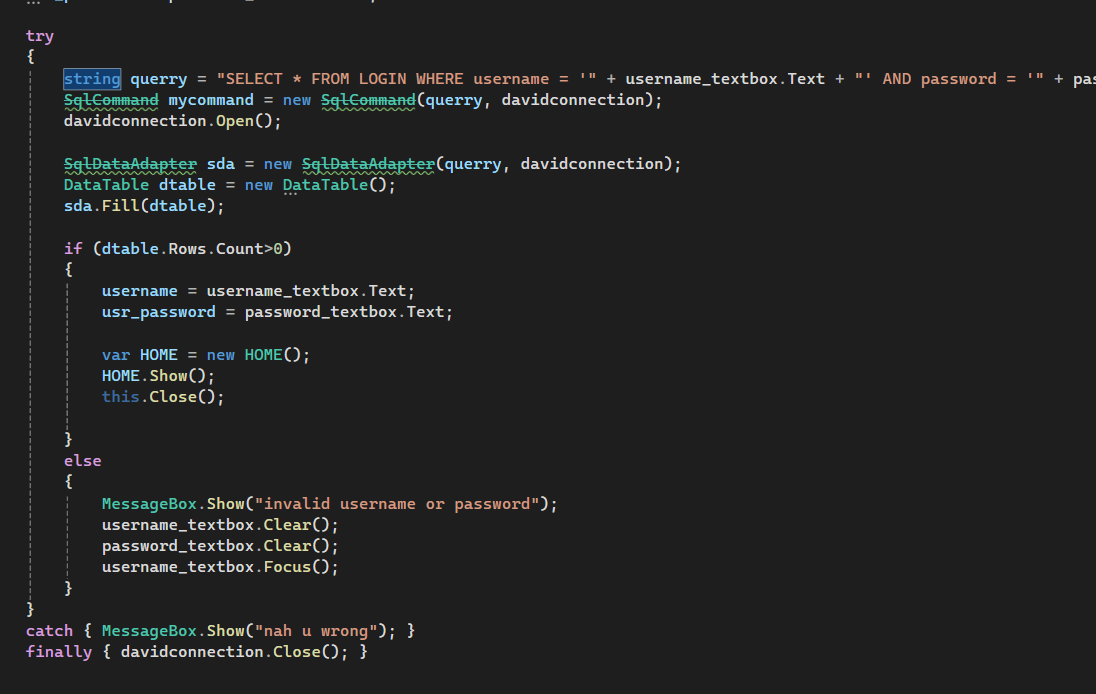 try
{
string querry = "SELECT * FROM LOGIN WHERE username = '" + username_textbox.Text + "' AND password = '" + pas
SqlCommand mycommand = new SqlCommand(querry, davidconnection);
davidconnection.Open();
SqlDataAdapter sda = new SqlDataAdapter(querry, davidconnection);
DataTable dtable = new DataTable();
sda.Fill(dtable);
if (dtable.Rows.Count>0)
{
username = username_textbox.Text;
usr_password = password_textbox.Text;
var HOME = new HOME();
HOME.Show();
this.Close();
}
else
{
MessageBox.Show("invalid username or password");
username_textbox.Clear();
password_textbox.Clear();
username_textbox.Focus();
}
}
catch { MessageBox.Show("nah u wrong"); }
finally { davidconnection.Close(); }